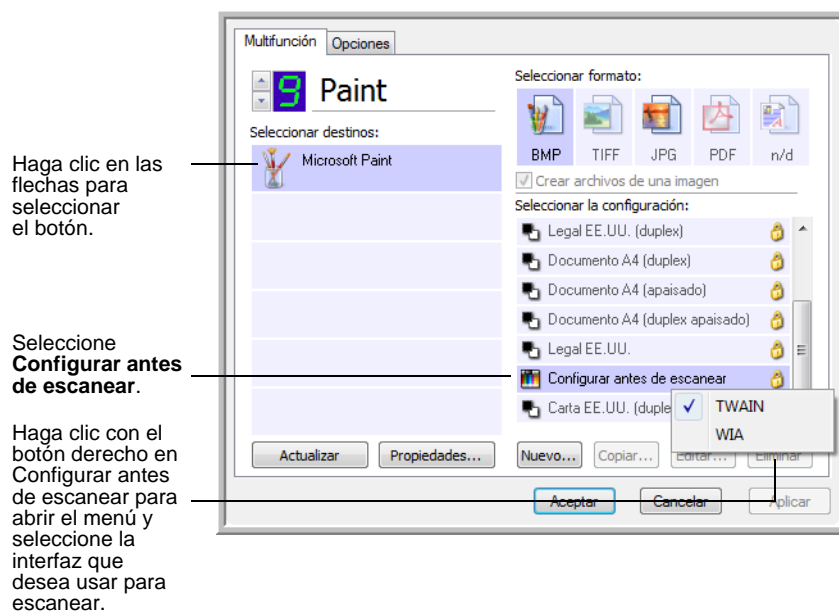 Multifunción
Opciones
9
Paint
Seleccionar destinos:
Microsoft Paint
Actualizar
Propiedades...
Seleccionar formato:
BMP
TIFF
JPG
PDF
n/d
Crear archivos de una imagen
Seleccionar la configuración:
Legal EE.UU. (duplex)
Documento A4 (duplex)
Documento A4 (apaisado)
Documento A4 (duplex apaisado)
Legal EE.UU.
Configurar antes de escanear
Carta EE.UU. (duple
TWAIN
WIA
Nuevo...
Copiar...
Editar...
Eliminar
Aceptar
Cancelar
Aplicar
Haga clic en las
flechas para
seleccionar
el botón.
Seleccione
Configurar antes
de escanear.
Haga clic con el
botón derecho en
Configurar antes
de escanear para
abrir el menú y
seleccione la
interfaz que
desea usar para
escanear.